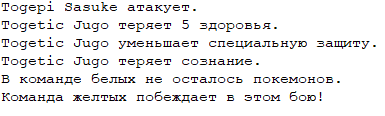 Togepi Sasuke атакует.
Togetic Jugo теряет 5 здоровья.
Togetic Jugo уменьшает специальную защиту.
Togetic Jugo теряет сознание.
В команде белых не осталось покемонов.
Команда желтых побеждает в этом бою!